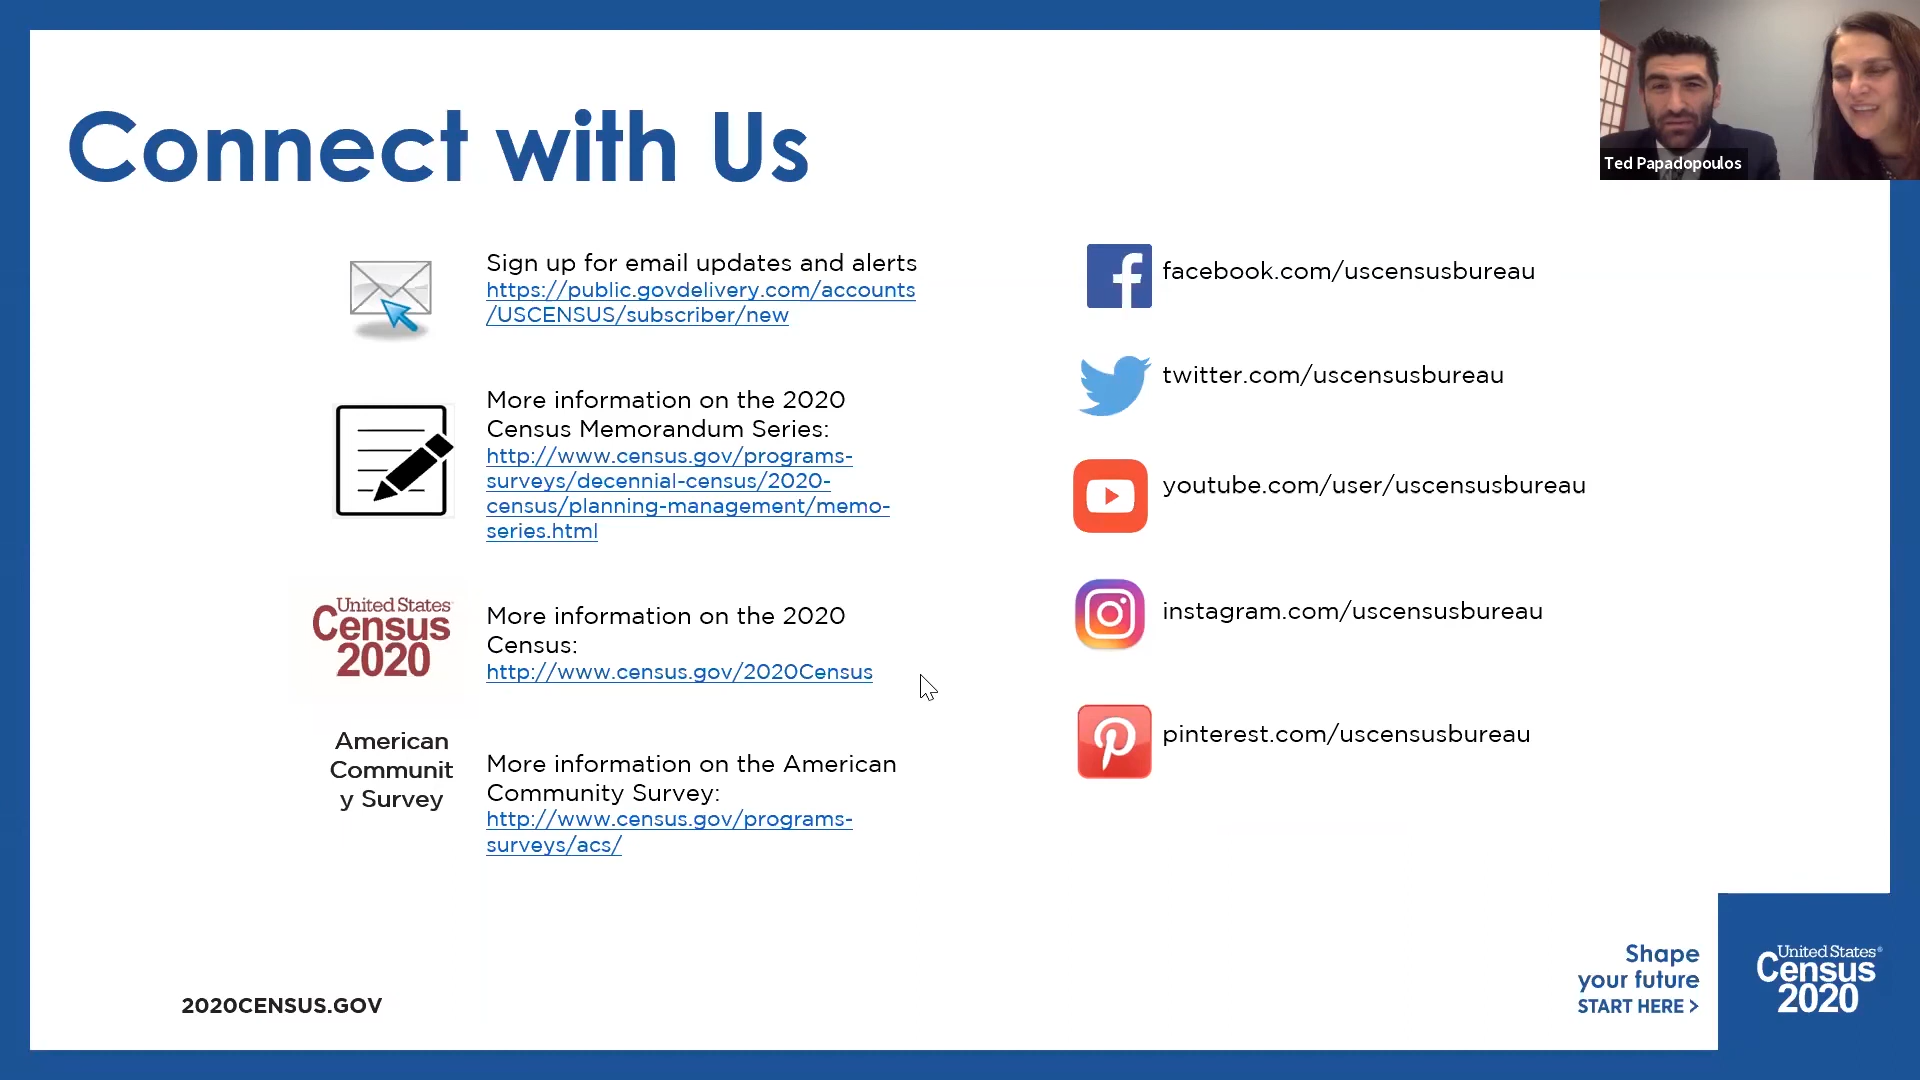 Connect with Us
Ted Papadopoulos
Sign up for email updates and alerts
https://public.govdelivery.com/accounts
/USCENSUS/subscriber/new
More information on the 2020
Census Memorandum Series:
http://www.census.gov/programs-
surveys/decennial-census/2020-
census/planning-management/memo-
series.html
United States
Census
2020
More information on the 2020
Census:
http://www.census.gov/2020Census
American
Communit
y Survey
More information on the American
Community Survey:
http://www.census.gov/programs-
surveys/acs/
facebook.com/uscensusbureau
twitter.com/uscensusbureau
youtube.com/user/uscensusbureau
instagram.com/uscensusbureau
pinterest.com/uscensusbureau
2020CENSUS.GOV
Shape
your future
START HERE >
United States®
Census
2020